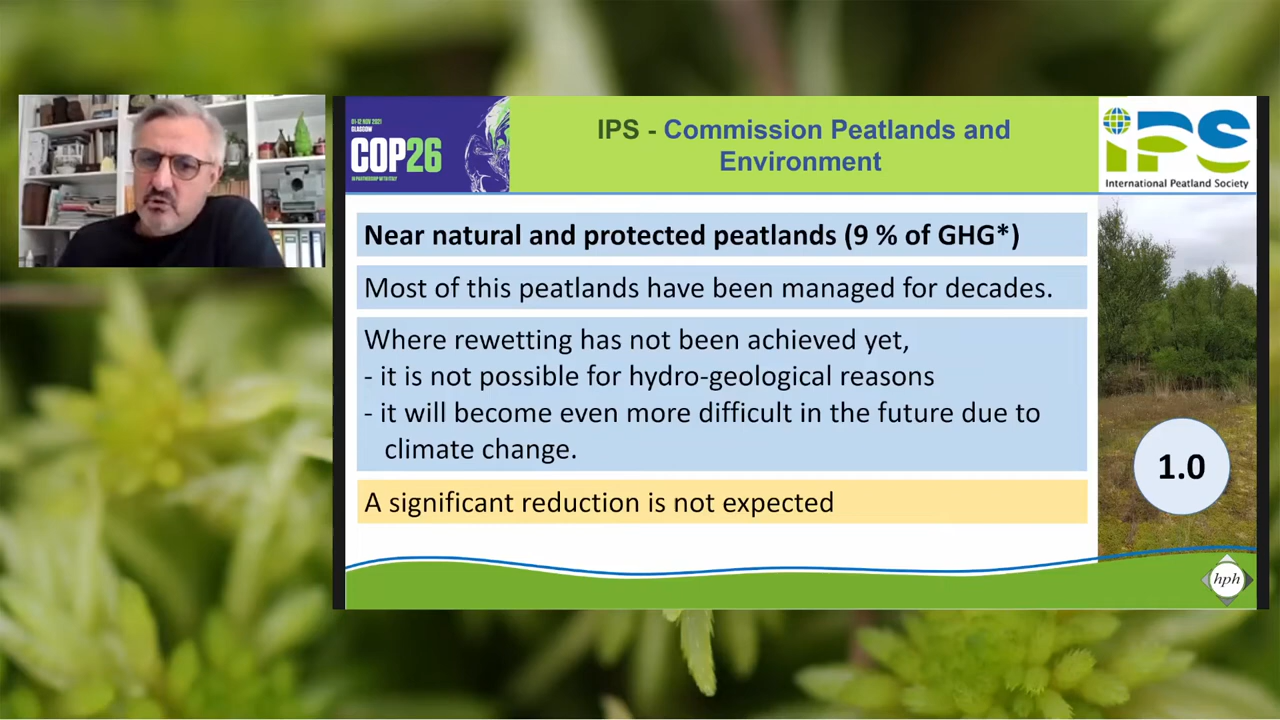 01-12 NOV 2021
GLASGOW
COP26
IN PARTNERSHIP WITH ITALY
IPS - Commission Peatlands and
Environment
iPS
International Peatland Society
Near natural and protected peatlands (9 % of GHG*)
Most of this peatlands have been managed for decades.
Where rewetting has not been achieved yet,
- it is not possible for hydro-geological reasons
- it will become even more difficult in the future due to
climate change.
1.0
A significant reduction is not expected
hph